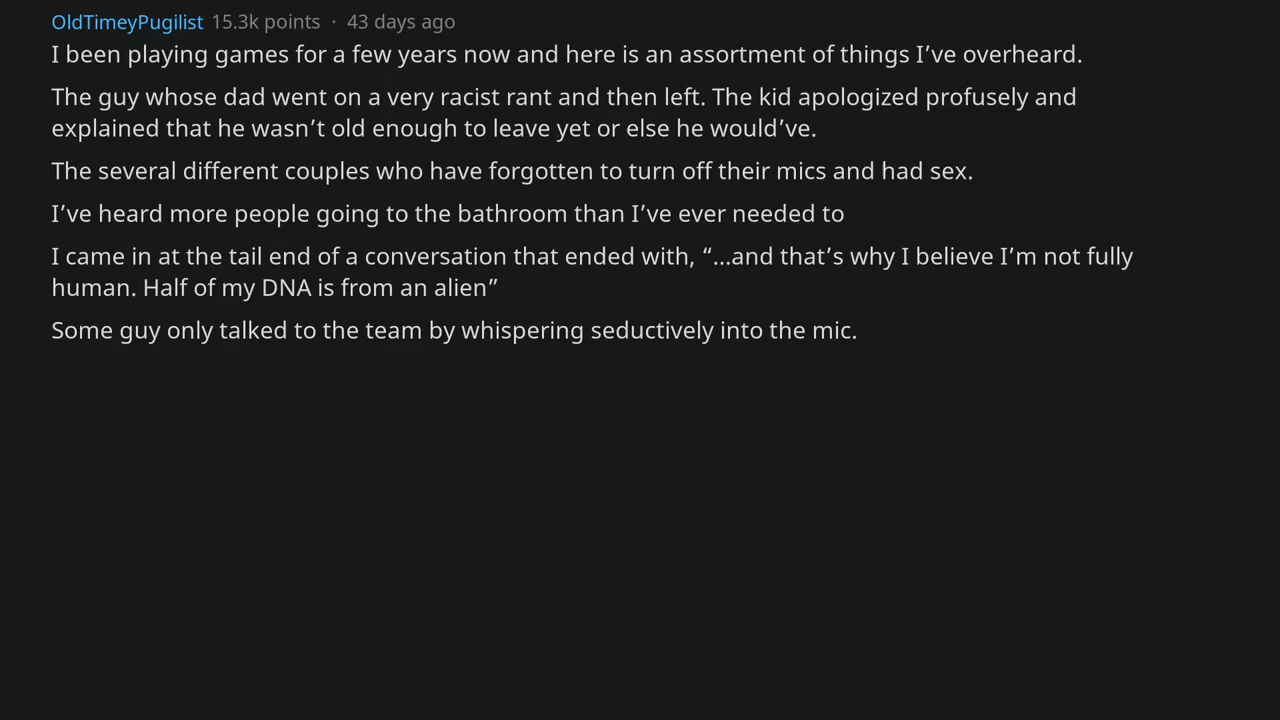 OldTimeyPugilist 15.3k points · 43 days ago
I been playing games for a few years now and here is an assortment of things I’ve overheard.
The guy whose dad went on a very racist rant and then left. The kid apologized profusely and
explained that he wasn’t old enough to leave yet or else he would’ve.
The several different couples who have forgotten to turn off their mics and had sex.
I’ve heard more people going to the bathroom than I’ve ever needed to
I came in at the tail end of a conversation that ended with, “...and that’s why I believe I’m not fully
human. Half of my DNA is from an alien”
Some guy only talked to the team by whispering seductively into the mic.